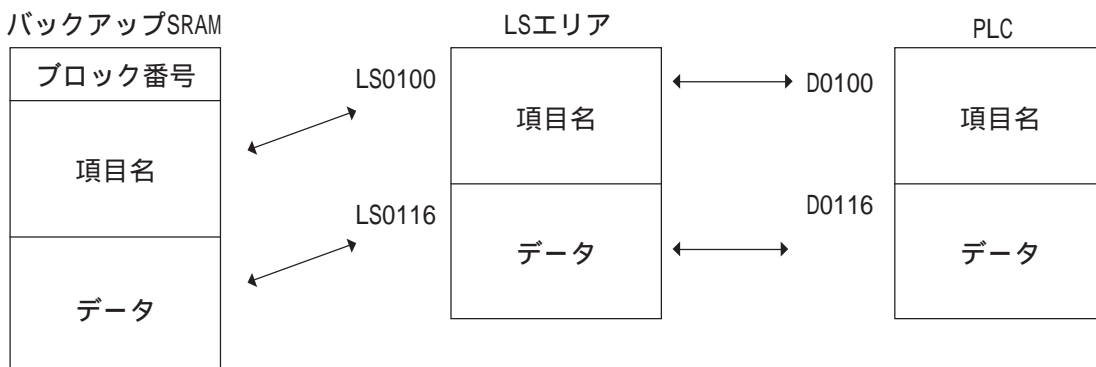 バックアップSRAM
LSエリア
PLC
ブロック番号
項目名
データ
LS0100
LS0116
項目名
データ
D0100
D0116
項目名
データ